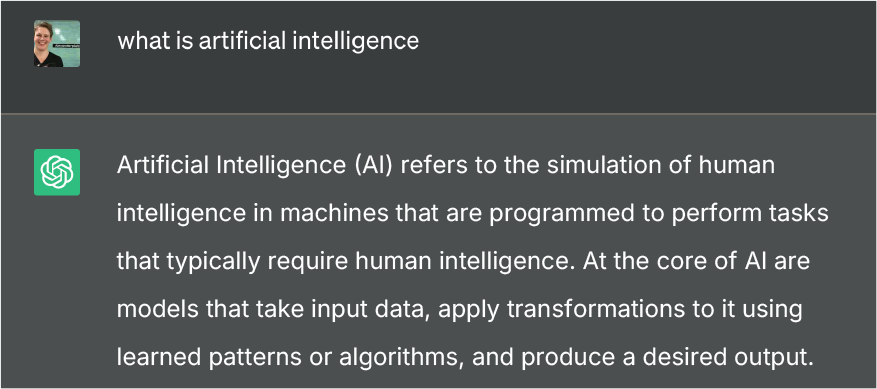 what is artificial intelligence
Artificial Intelligence (AI) refers to the simulation of human
intelligence in machines that are programmed to perform tasks
that typically require human intelligence. At the core of AI are
models that take input data, apply transformations to it using
learned patterns or algorithms, and produce a desired output.